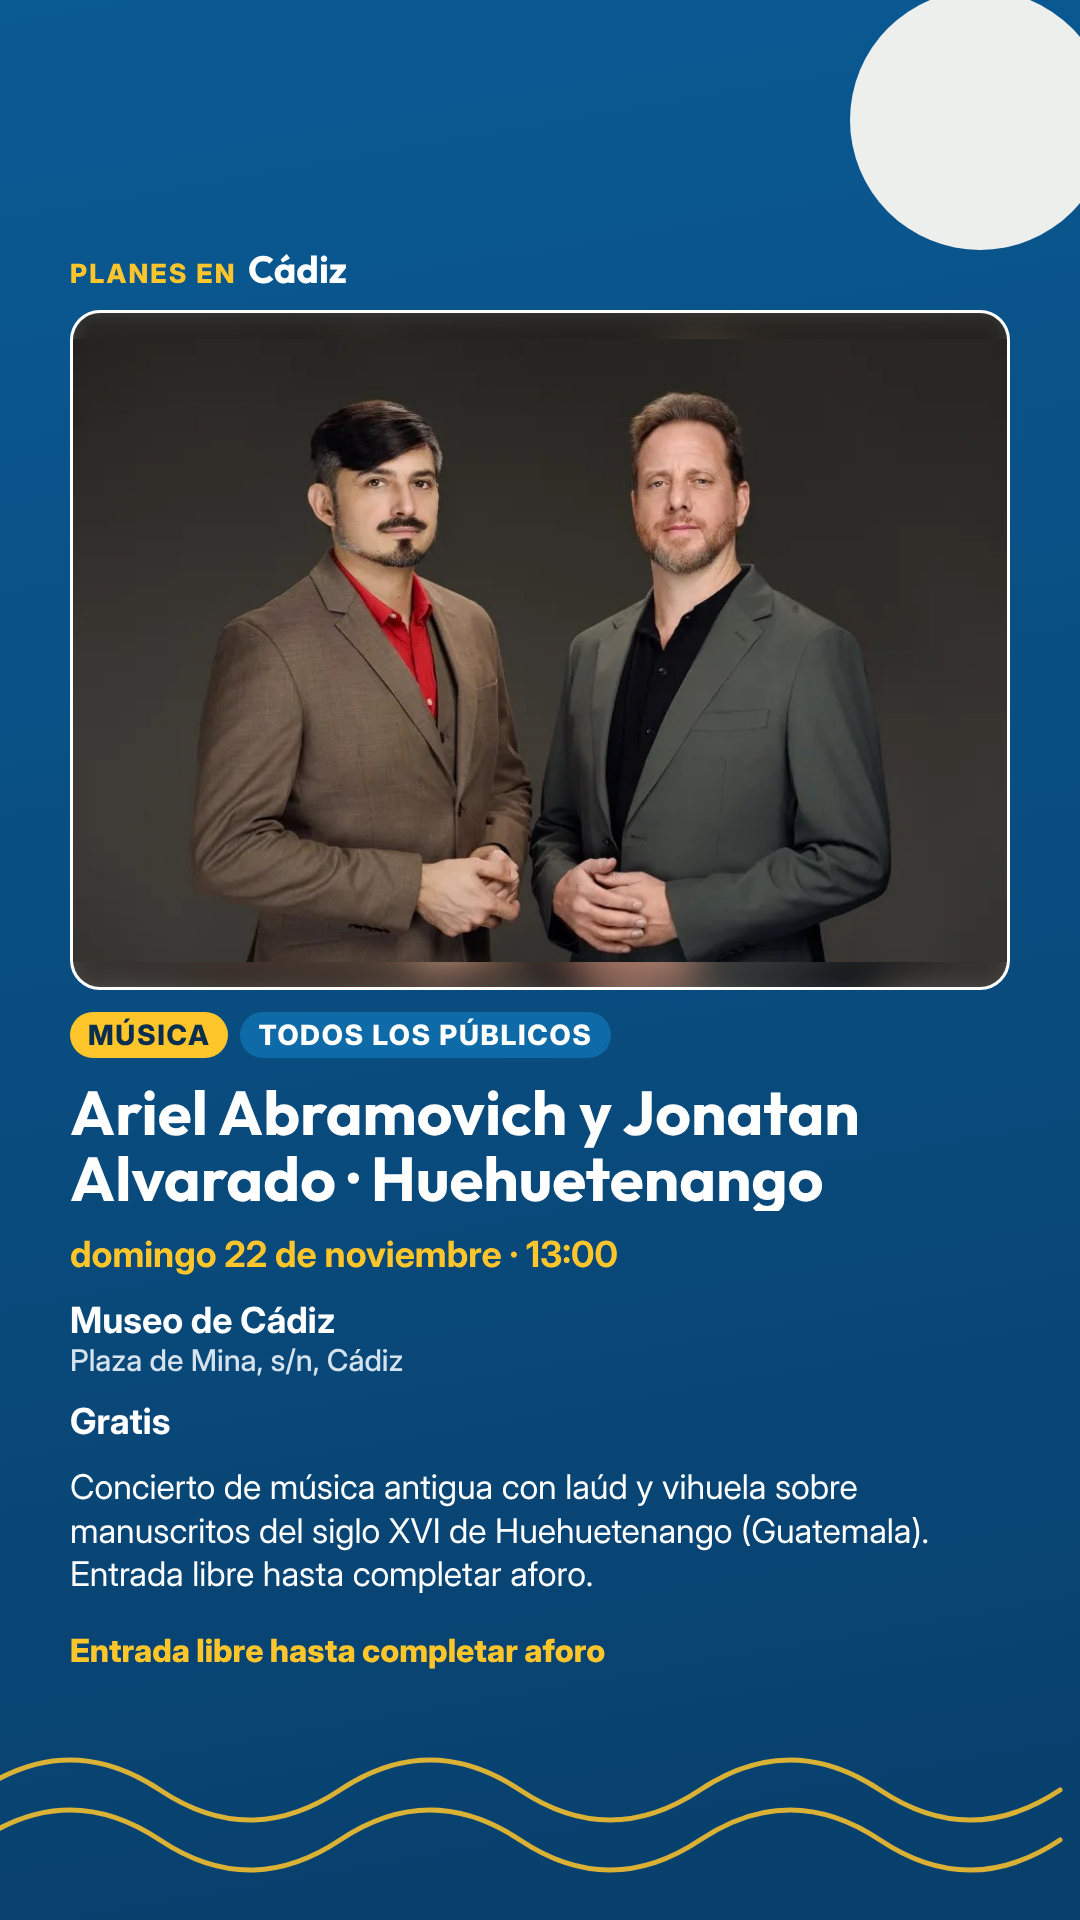 PLANES EN Cádiz
MÚSICA TODOS LOS PÚBLICOS
Ariel Abramovich y Jonatan
Alvarado · Huehuetenango
domingo 22 de noviembre · 13:00
Museo de Cádiz
Plaza de Mina, s/n, Cádiz
Gratis
Concierto de música antigua con laúd y vihuela sobre
manuscritos del siglo XVI de Huehuetenango (Guatemala).
Entrada libre hasta completar aforo.
Entrada libre hasta completar aforo